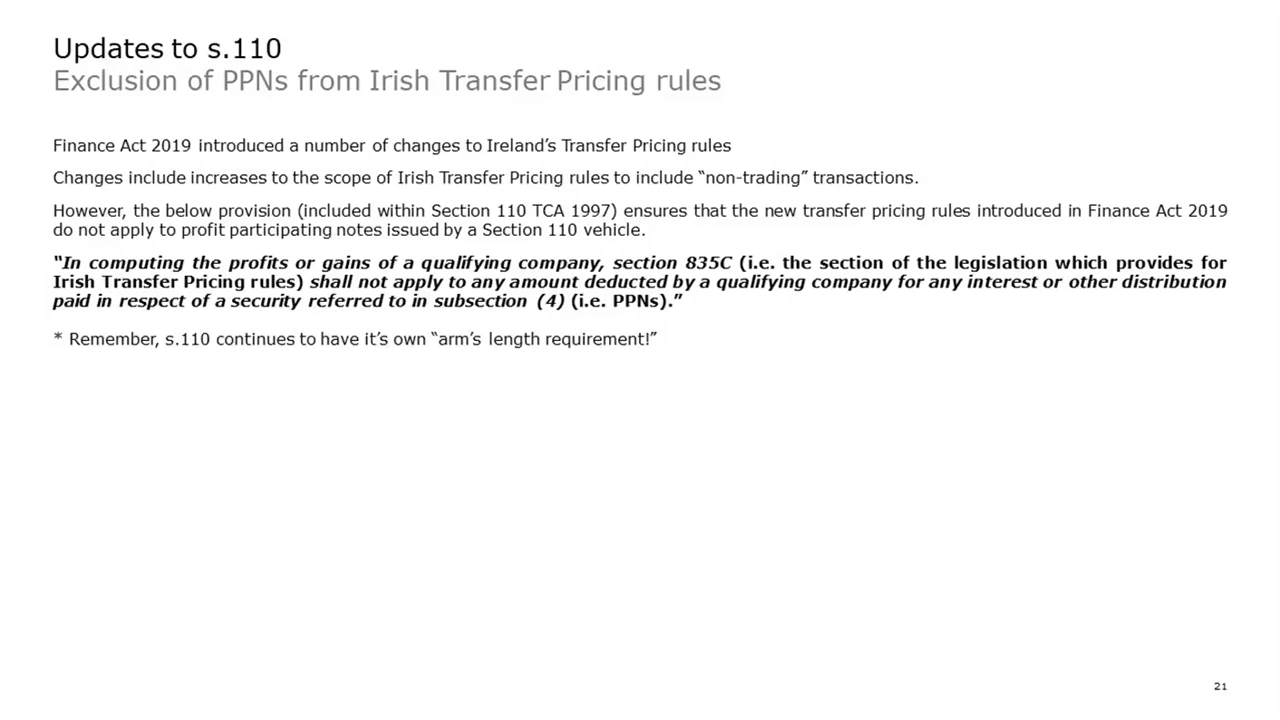 Updates to s.110
Exclusion of PPNs from Irish Transfer Pricing rules
Finance Act 2019 introduced a number of changes to Ireland’s Transfer Pricing rules
Changes include increases to the scope of Irish Transfer Pricing rules to include “non-trading” transactions.
However, the below provision (included within Section 110 TCA 1997) ensures that the new transfer pricing rules introduced in Finance Act 2019
do not apply to profit participating notes issued by a Section 110 vehicle.
“In computing the profits or gains of a qualifying company, section 835C (i.e. the section of the legislation which provides for
Irish Transfer Pricing rules) shall not apply to any amount deducted by a qualifying company for any interest or other distribution
paid in respect of a security referred to in subsection (4) (i.e. PPNs).”
* Remember, s.110 continues to have it’s own “arm’s length requirement!”
21